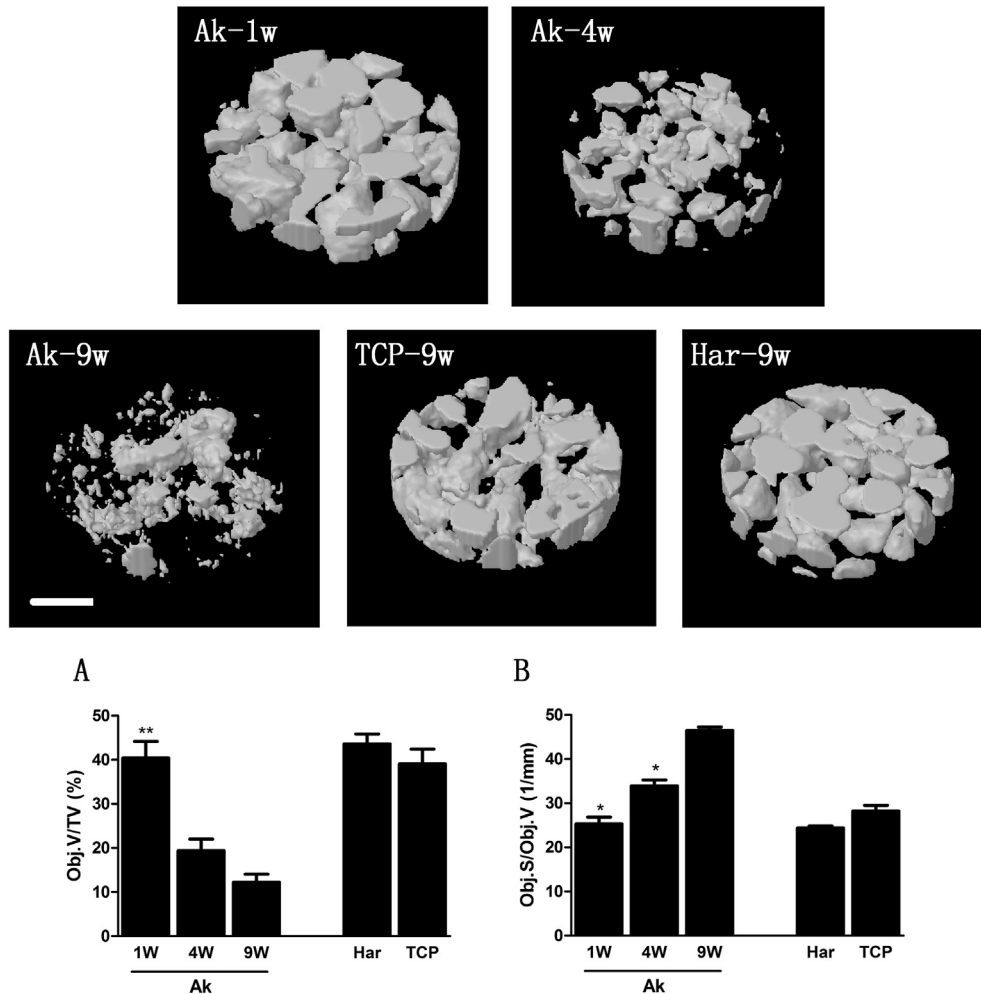 Ak-1w
Ak-4w
Ak-9w
TCP-9w
Har-9w
A
Obj.V/TV (%)
50
40
30
20
10
0
**
1W 4W 9W Har TCP
Ak
B
Obj.S/Obj.V (1/mm)
50
40
30
20
10
0
*
*
1W 4W 9W Har TCP
Ak